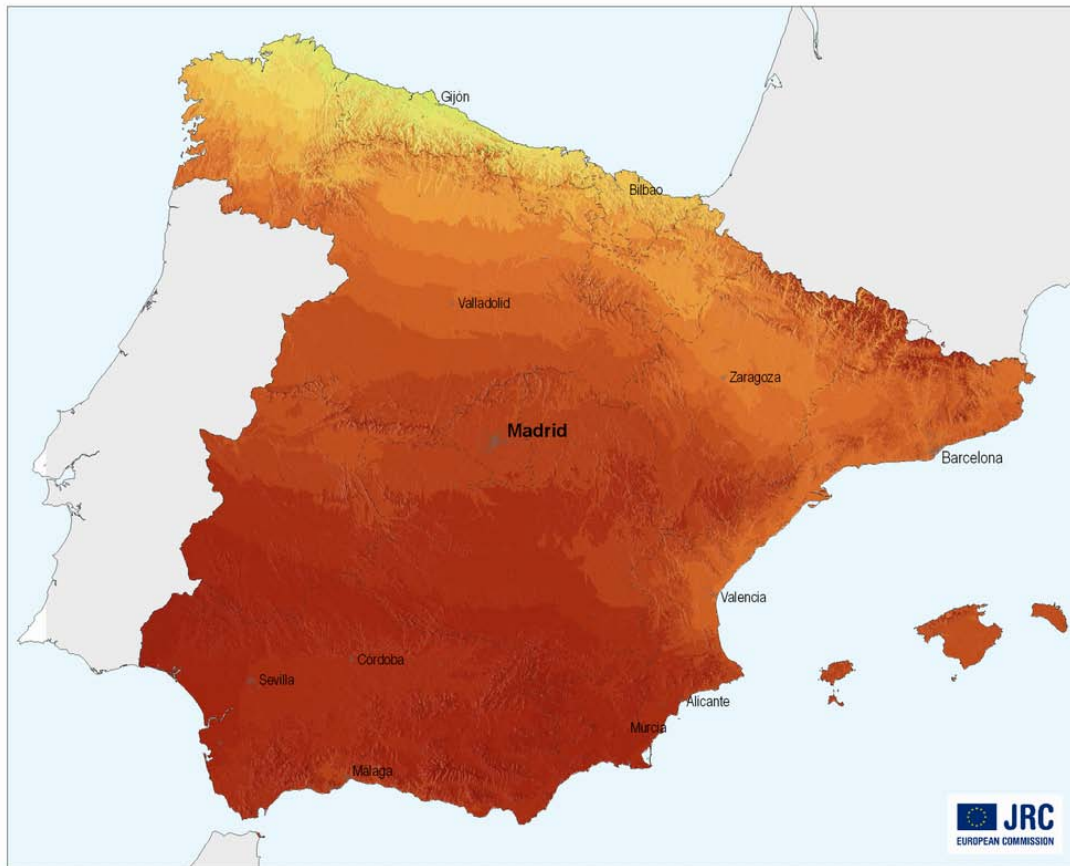 Gijón
Bilbao
Valladolid
Zaragoza
Madrid
Barcelona
Valencia
Córdoba
Sevilla
Alicante
Murcia
Málaga
JRC
EUROPEAN COMMISSION